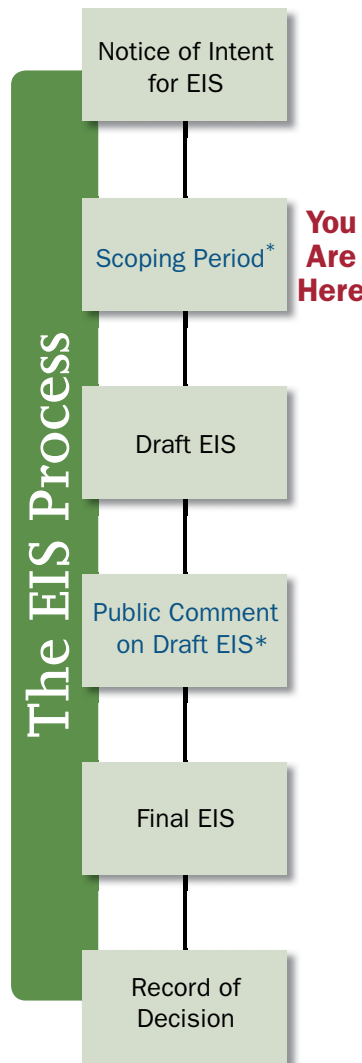 The EIS Process
Notice of Intent
for EIS
Scoping Period*
You
Are
Here
Draft EIS
Public Comment
on Draft EIS*
Final EIS
Record of
Decision